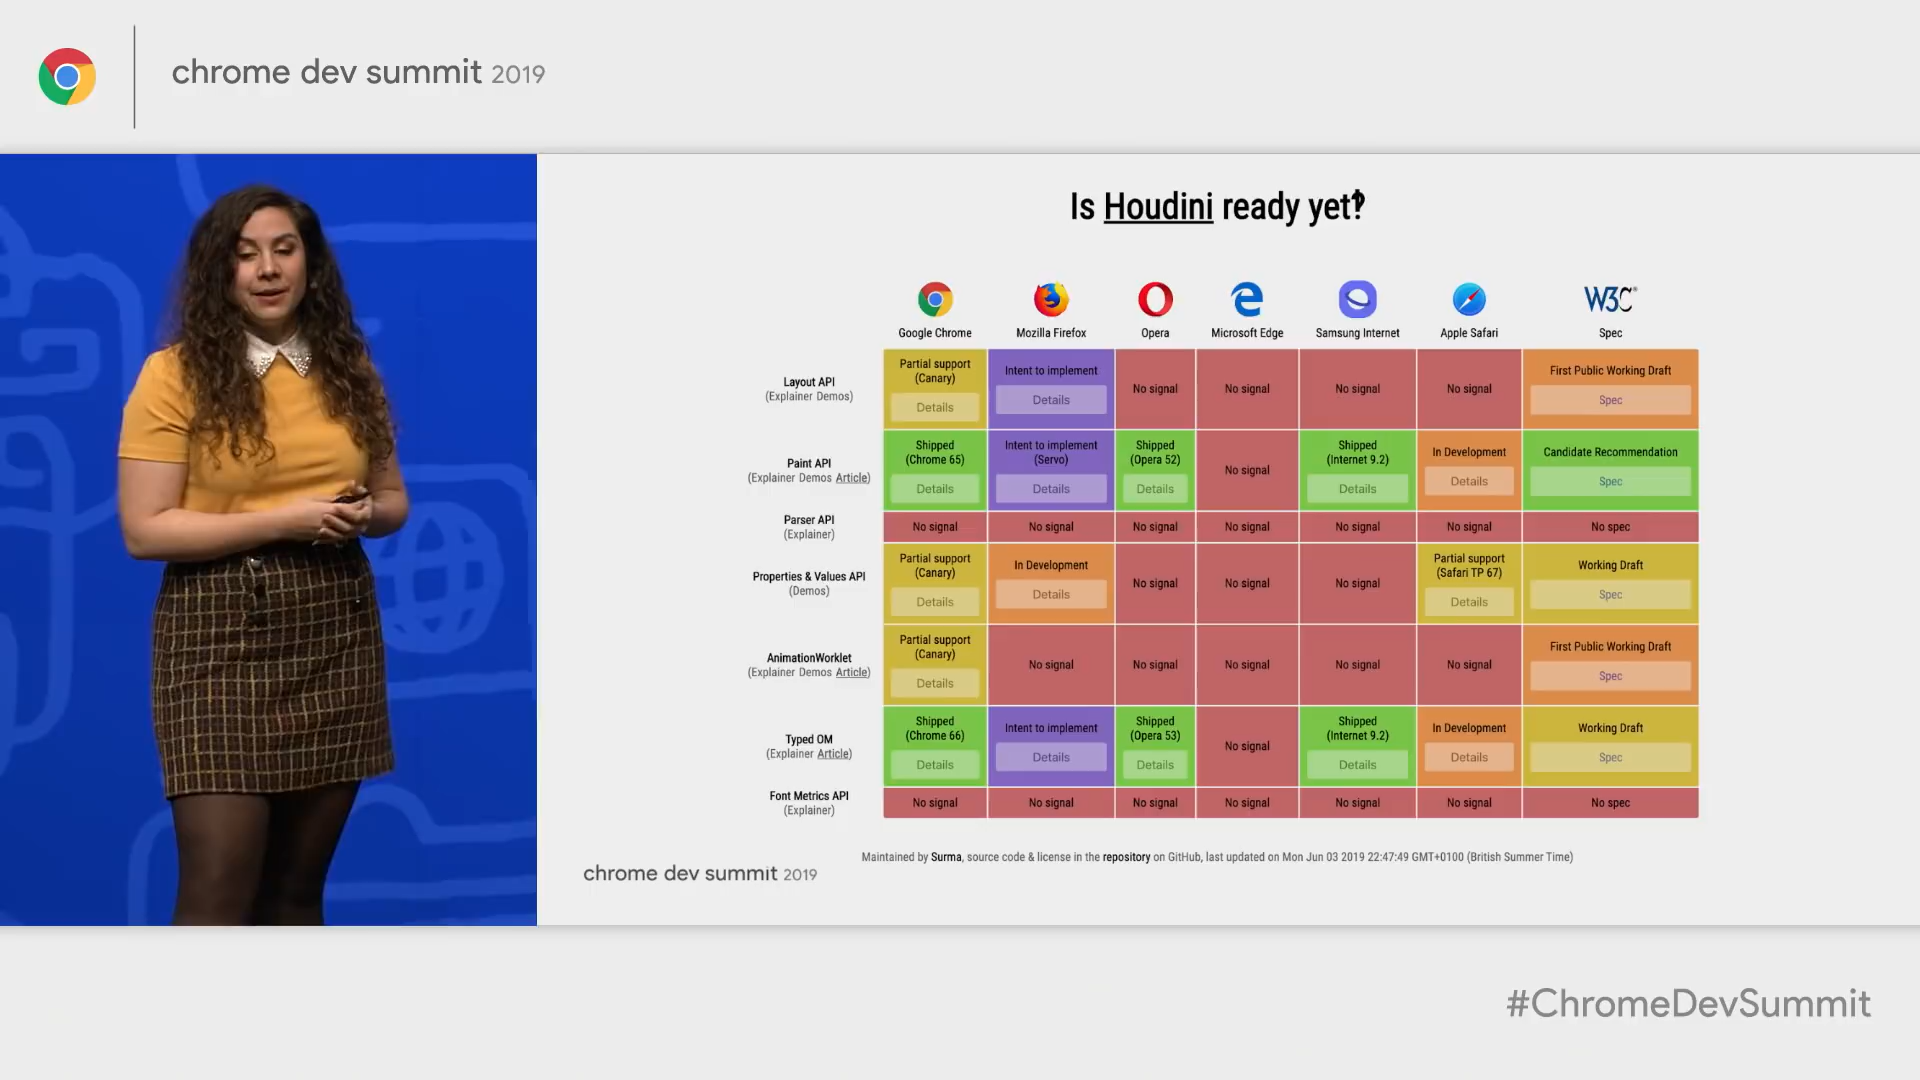 chrome dev summit 2019
Is Houdini ready yet‽
Google Chrome Mozilla Firefox Opera Microsoft Edge Samsung Internet Apple Safari W3C® Spec
Layout API
(Explainer Demos)
Partial support
(Canary)
Details
Intent to implement
Details
No signal
No signal
No signal
No signal
First Public Working Draft
Spec
Paint API
(Explainer Demos Article)
Shipped
(Chrome 65)
Details
Intent to implement
(Servo)
Details
Shipped
(Opera 52)
Details
No signal
Shipped
(Internet 9.2)
Details
In Development
Details
Candidate Recommendation
Spec
Parser API
(Explainer)
No signal
No signal
No signal
No signal
No signal
No signal
No spec
Properties & Values API
(Demos)
Partial support
(Canary)
Details
In Development
Details
No signal
No signal
No signal
Partial support
(Safari TP 67)
Details
Working Draft
Spec
AnimationWorklet
(Explainer Demos Article)
Partial support
(Canary)
Details
No signal
No signal
No signal
No signal
No signal
First Public Working Draft
Spec
Typed OM
(Explainer Article)
Shipped
(Chrome 66)
Details
Intent to implement
Details
Shipped
(Opera 53)
Details
No signal
Shipped
(Internet 9.2)
Details
In Development
Details
Working Draft
Spec
Font Metrics API
(Explainer)
No signal
No signal
No signal
No signal
No signal
No signal
No spec
Maintained by Surma, source code & license in the repository on GitHub, last updated on Mon Jun 03 2019 22:47:49 GMT+0100 (British Summer Time)
chrome dev summit 2019
#ChromeDevSummit